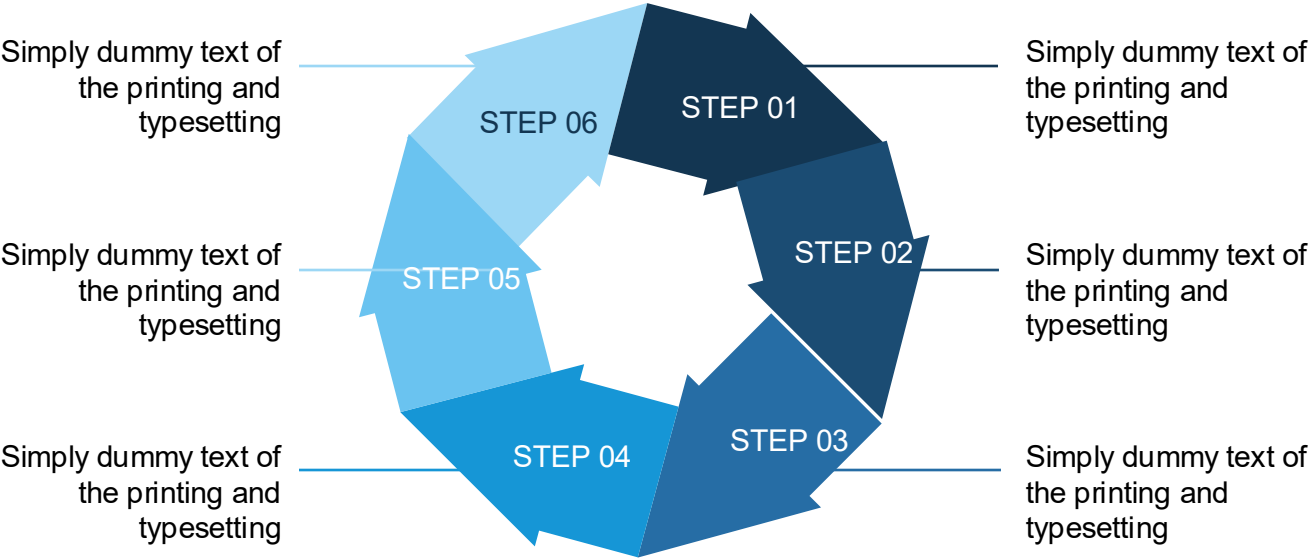 Simply dummy text of
the printing and
typesetting
STEP 06
STEP 01
Simply dummy text of
the printing and
typesetting
Simply dummy text of
the printing and
typesetting
STEP 05
STEP 02
Simply dummy text of
the printing and
typesetting
Simply dummy text of
the printing and
typesetting
STEP 04
STEP 03
Simply dummy text of
the printing and
typesetting